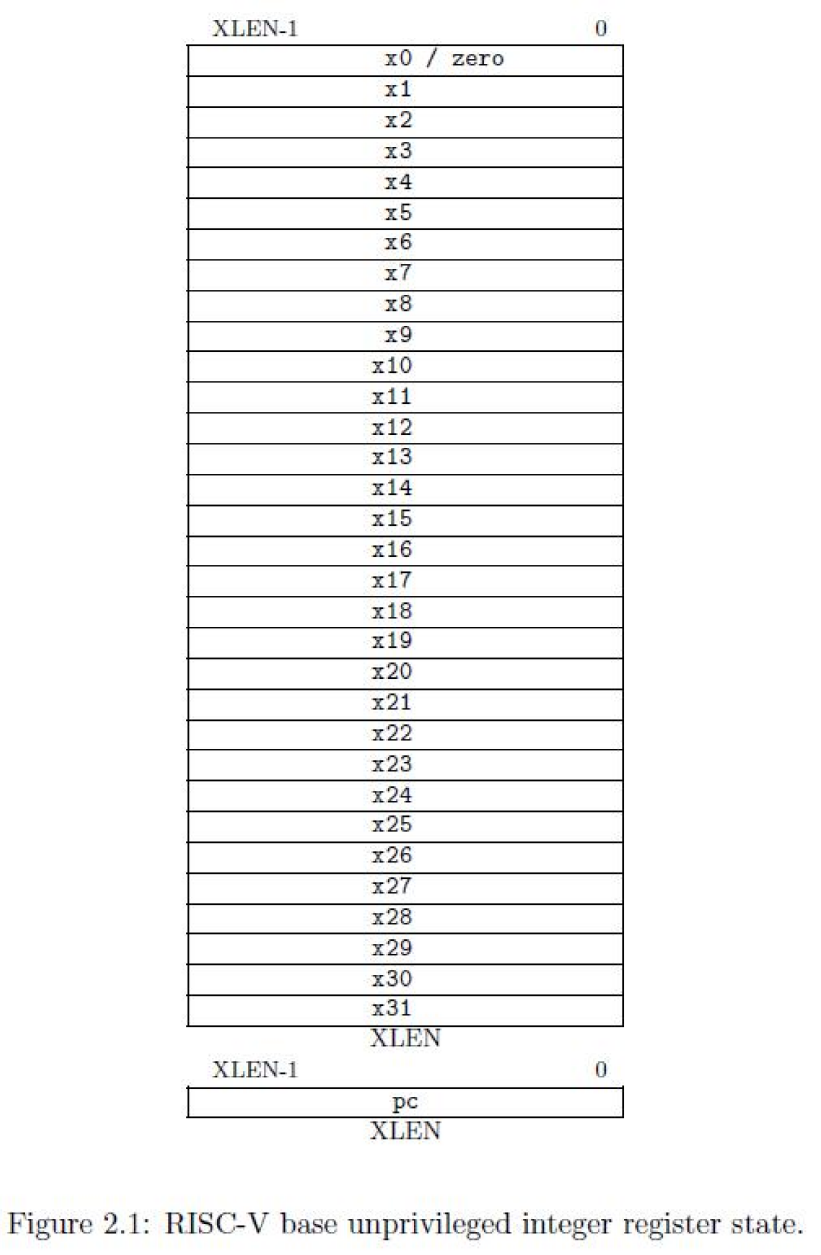 XLEN-1 0
x0 / zero
x1
x2
x3
x4
x5
x6
x7
x8
x9
x10
x11
x12
x13
x14
x15
x16
x17
x18
x19
x20
x21
x22
x23
x24
x25
x26
x27
x28
x29
x30
x31
XLEN
XLEN-1 0
pc
XLEN
Figure 2.1: RISC-V base unprivileged integer register state.